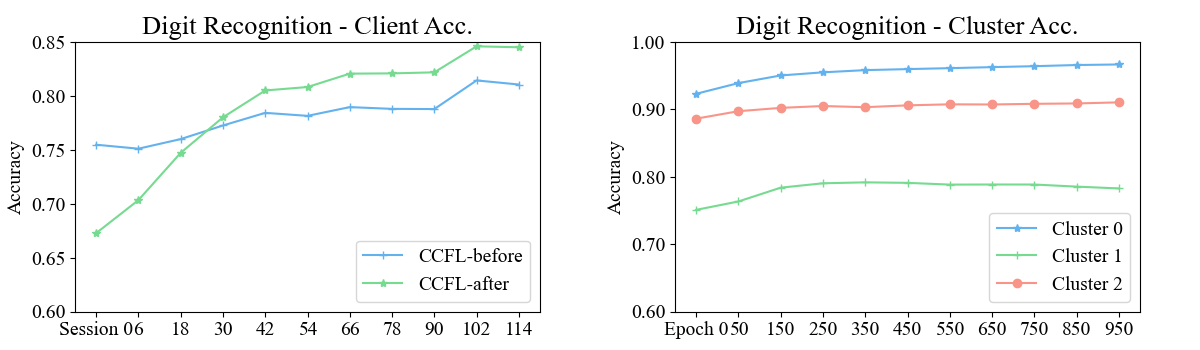 Digit Recognition - Client Acc.
Accuracy
0.85
0.80
0.75
0.70
0.65
0.60
Session 0 6 18 30 42 54 66 78 90 102 114
CCFL-before
CCFL-after
Digit Recognition - Cluster Acc.
Accuracy
1.00
0.90
0.80
0.70
0.60
Epoch 0 50 150 250 350 450 550 650 750 850 950
Cluster 0
Cluster 1
Cluster 2